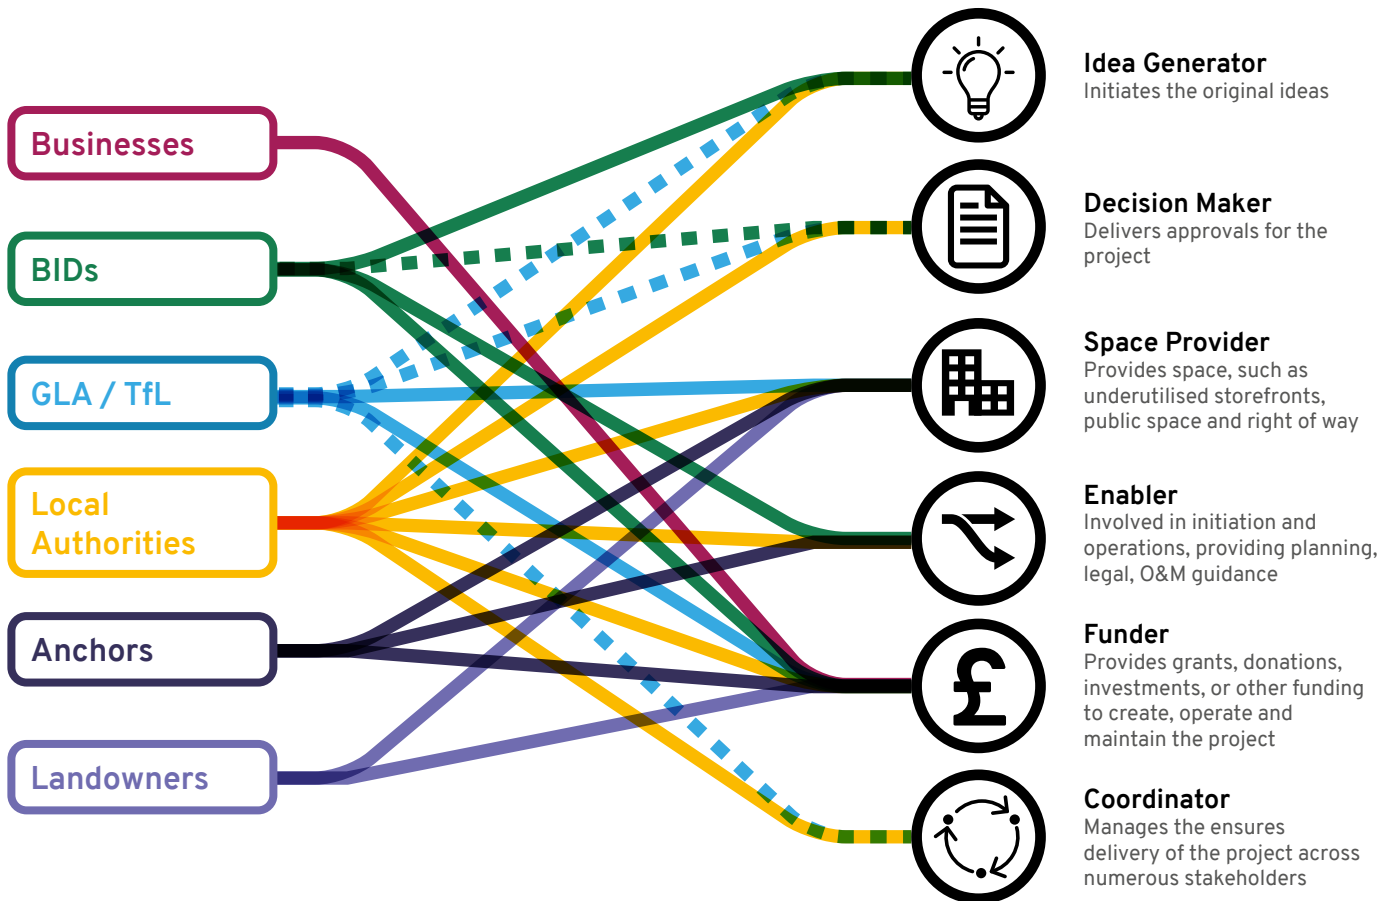 Businesses
BIDs
GLA / TfL
Local
Authorities
Anchors
Landowners
Idea Generator
Initiates the original ideas
Decision Maker
Delivers approvals for the
project
Space Provider
Provides space, such as
underutilised storefronts,
public space and right of way
Enabler
Involved in initiation and
operations, providing planning,
legal, O&M guidance
£
Funder
Provides grants, donations,
investments, or other funding
to create, operate and
maintain the project
Coordinator
Manages the ensures
delivery of the project across
numerous stakeholders